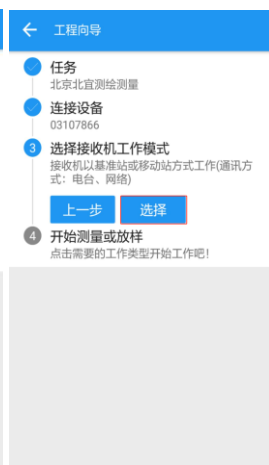 工程向导
任务
北京北宜测绘测量
连接设备
03107866
3 选择接收机工作模式
接收机以基准站或移动站方式工作(通讯方
式：电台、网络)
上一步 选择
4 开始测量或放样
点击需要的工作类型开始工作吧!